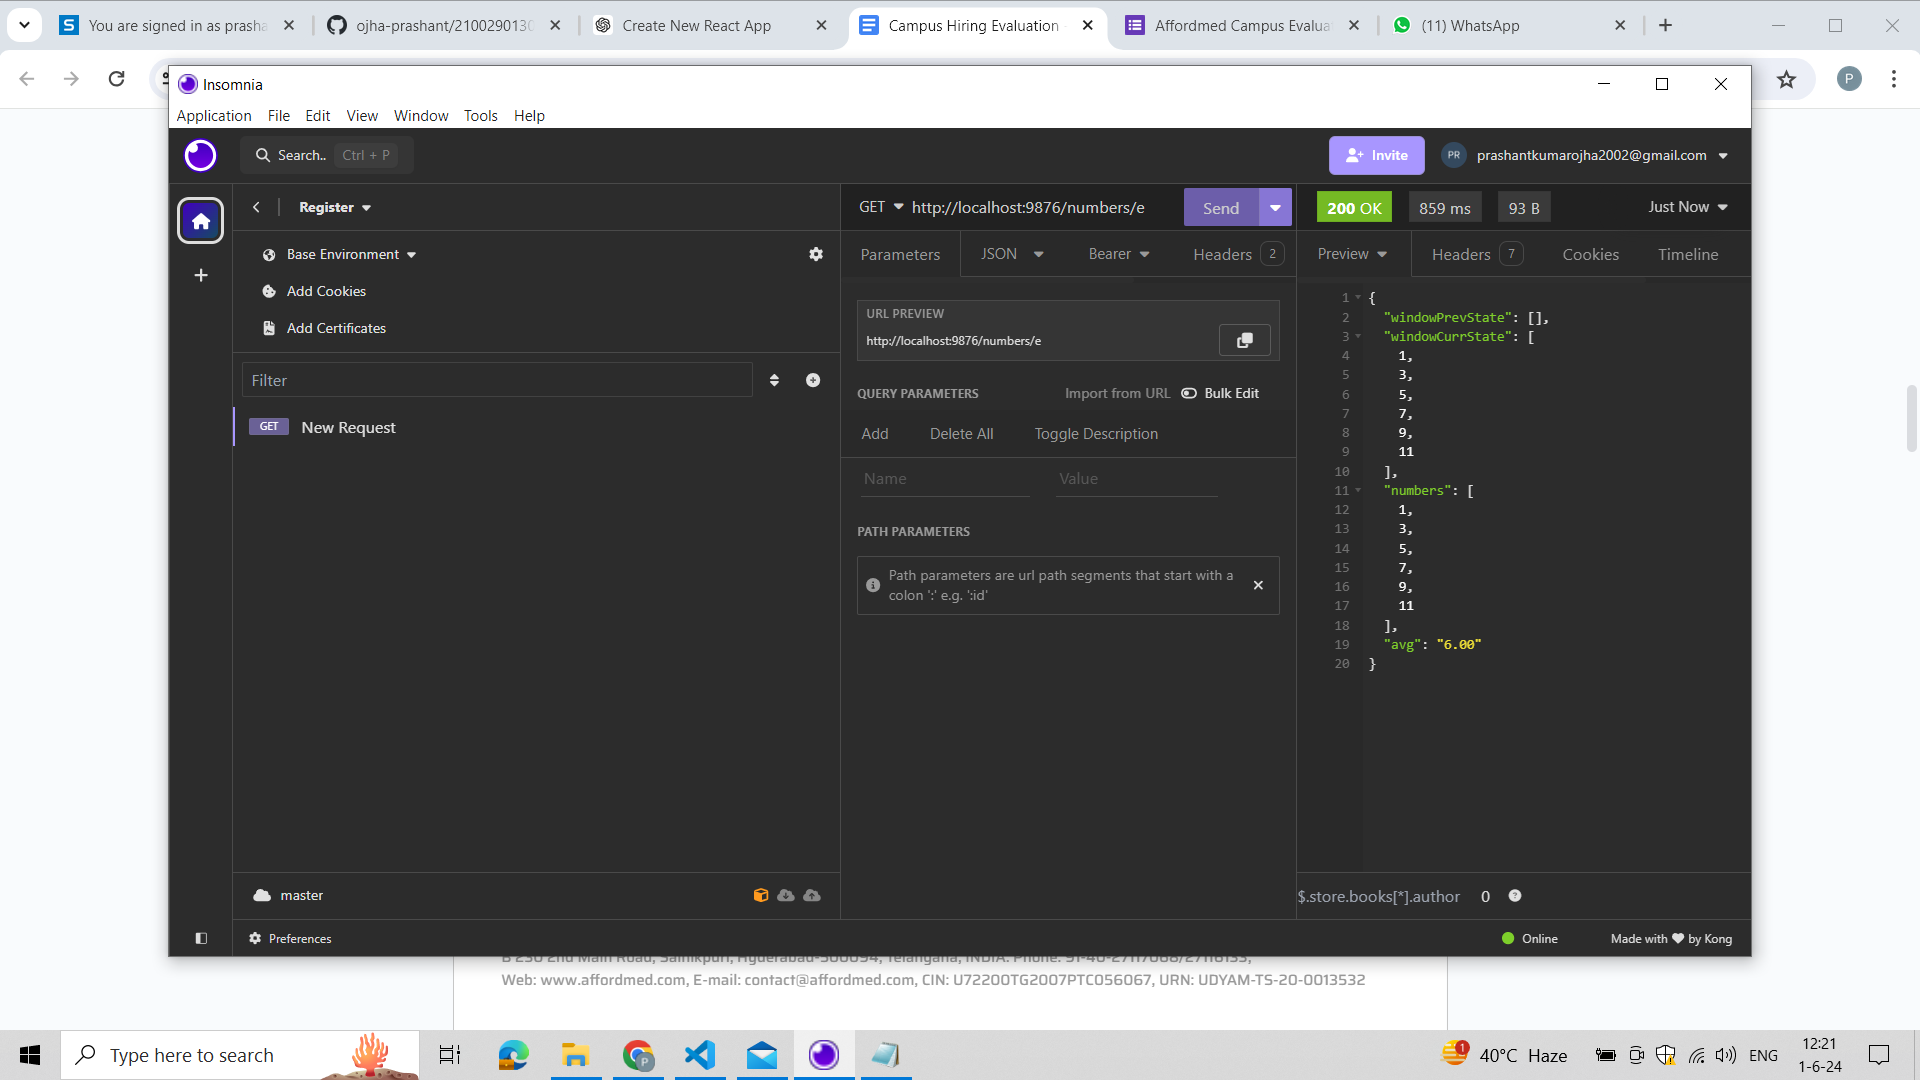 You are signed in as prasha
ojha-prashant/2100290130
Create New React App
Campus Hiring Evaluation
Affordmed Campus Evalua
(11) WhatsApp
P
Insomnia
Application File Edit View Window Tools Help
Search.. Ctrl + P
Invite
PR
prashantkumarojha2002@gmail.com
Register
GET http://localhost:9876/numbers/e
Send
200 OK
859 ms
93 B
Just Now
Base Environment
Add Cookies
Add Certificates
Parameters
JSON
Bearer
Headers 2
Preview
Headers 7
Cookies
Timeline
Filter
GET New Request
URL PREVIEW
http://localhost:9876/numbers/e
QUERY PARAMETERS
Import from URL
Bulk Edit
Add
Delete All
Toggle Description
Name
Value
PATH PARAMETERS
Path parameters are url path segments that start with a
colon ':' e.g. ':id'
1 {
2 "windowPrevState": [],
3 "windowCurrState": [
4 1,
5 3,
6 5,
7 7,
8 9,
9 11
10 ],
11 "numbers": [
12 1,
13 3,
14 5,
15 7,
16 9,
17 11
18 ],
19 "avg": "6.00"
20 }
master
$.store.books[*].author 0
Preferences
Online
Made with ❤ by Kong
B 230 2nd Main Road, Sainikpuri, Hyderabad-500094, Telangana, INDIA. Phone: 91-40-27117068/27116133,
Web: www.affordmed.com, E-mail: contact@affordmed.com, CIN: U72200TG2007PTC056067, URN: UDYAM-TS-20-0013532
Type here to search
P
1
40°C Haze
ENG
12:21
1-6-24